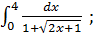 ∫₀⁴ dx/(1+√(2x+1)) ;